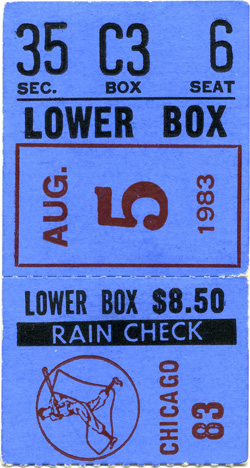 35 C3 6
SEC. BOX SEAT
LOWER BOX
AUG.
5
1983
LOWER BOX $8.50
RAIN CHECK
CHICAGO
83